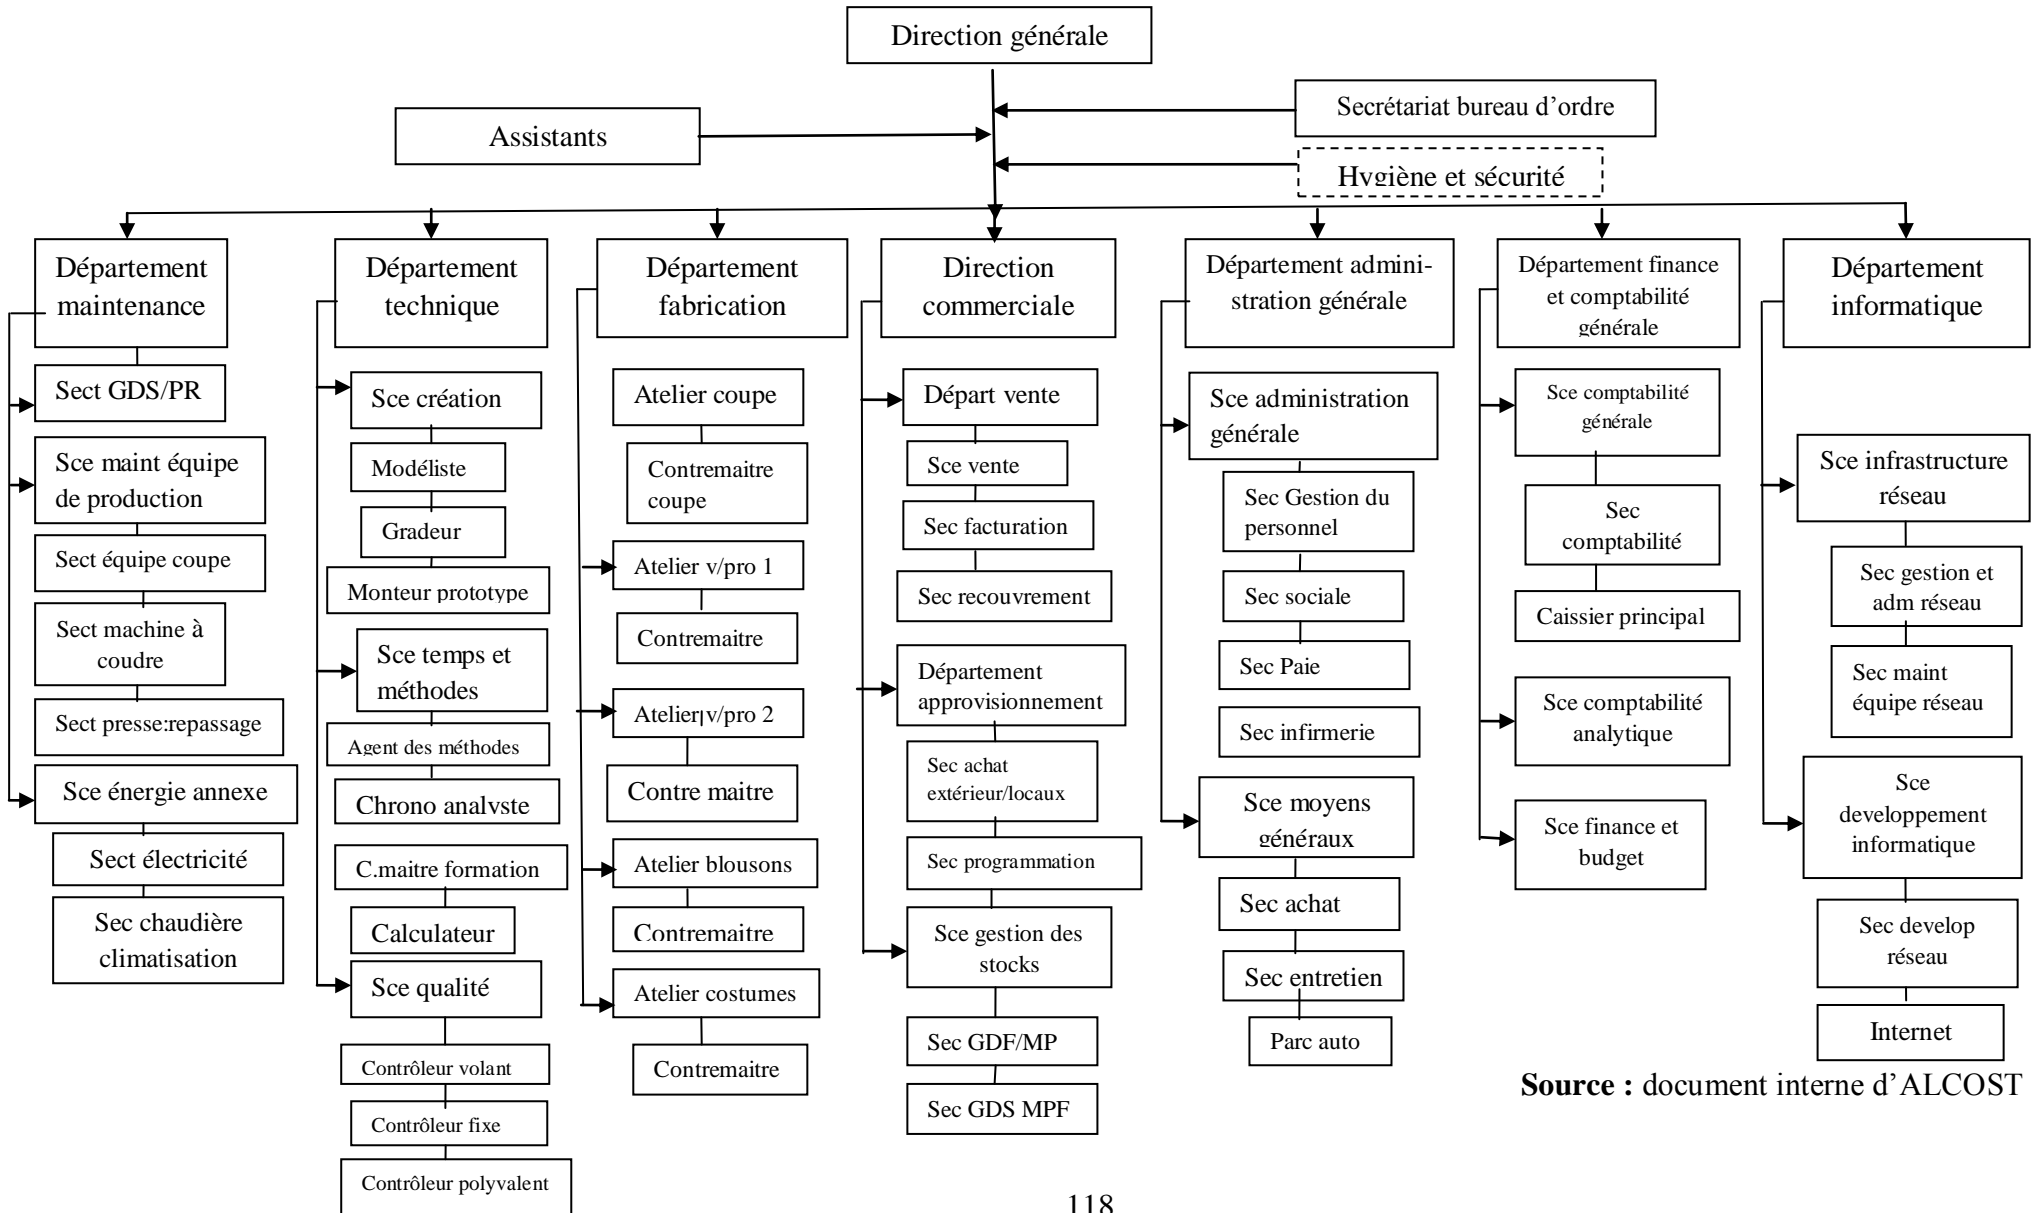 Direction générale
Secrétariat bureau d’ordre
Assistants
Hygiène et sécurité
Département
maintenance
Sect GDS/PR
Sce maint équipe
de production
Sect équipe coupe
Sect machine à
coudre
Sect presse:repassage
Sce énergie annexe
Sect électricité
Sec chaudière
climatisation
Département
technique
Sce création
Modéliste
Gradeur
Monteur prototype
Sce temps et
méthodes
Agent des méthodes
Chrono analyste
C.maitre formation
Calculateur
Sce qualité
Contrôleur volant
Contrôleur fixe
Contrôleur polyvalent
Département
fabrication
Atelier coupe
Contremaitre
coupe
Atelier v/pro 1
Contremaitre
Atelier v/pro 2
Contre maitre
Atelier blousons
Contremaitre
Atelier costumes
Contremaitre
Direction
commerciale
Départ vente
Sce vente
Sec facturation
Sec recouvrement
Département
approvisionnement
Sec achat
extérieur/locaux
Sec programmation
Sce gestion des
stocks
Sec GDF/MP
Sec GDS MPF
Département admini-
stration générale
Sce administration
générale
Sec Gestion du
personnel
Sec sociale
Sec Paie
Sec infirmerie
Sce moyens
généraux
Sec achat
Sec entretien
Parc auto
Département finance
et comptabilité
générale
Sce comptabilité
générale
Sec
comptabilité
Caissier principal
Sce comptabilité
analytique
Sce finance et
budget
Département
informatique
Sce infrastructure
réseau
Sec gestion et
adm réseau
Sec maint
équipe réseau
Sce
developpement
informatique
Sec develop
réseau
Internet
Source : document interne d’ALCOST
118